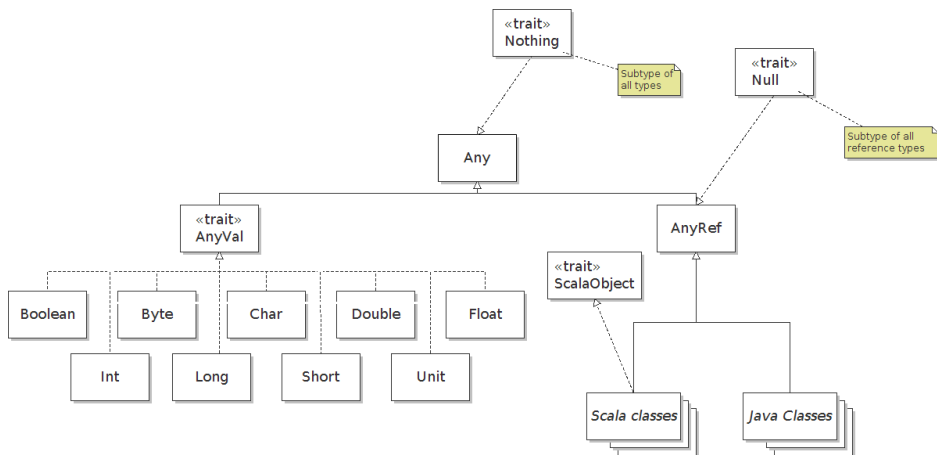 «trait»
Nothing
Subtype of
all types
«trait»
Null
Subtype of all
reference types
Any
«trait»
AnyVal
AnyRef
«trait»
ScalaObject
Boolean
Byte
Char
Double
Float
Int
Long
Short
Unit
Scala classes
Java Classes